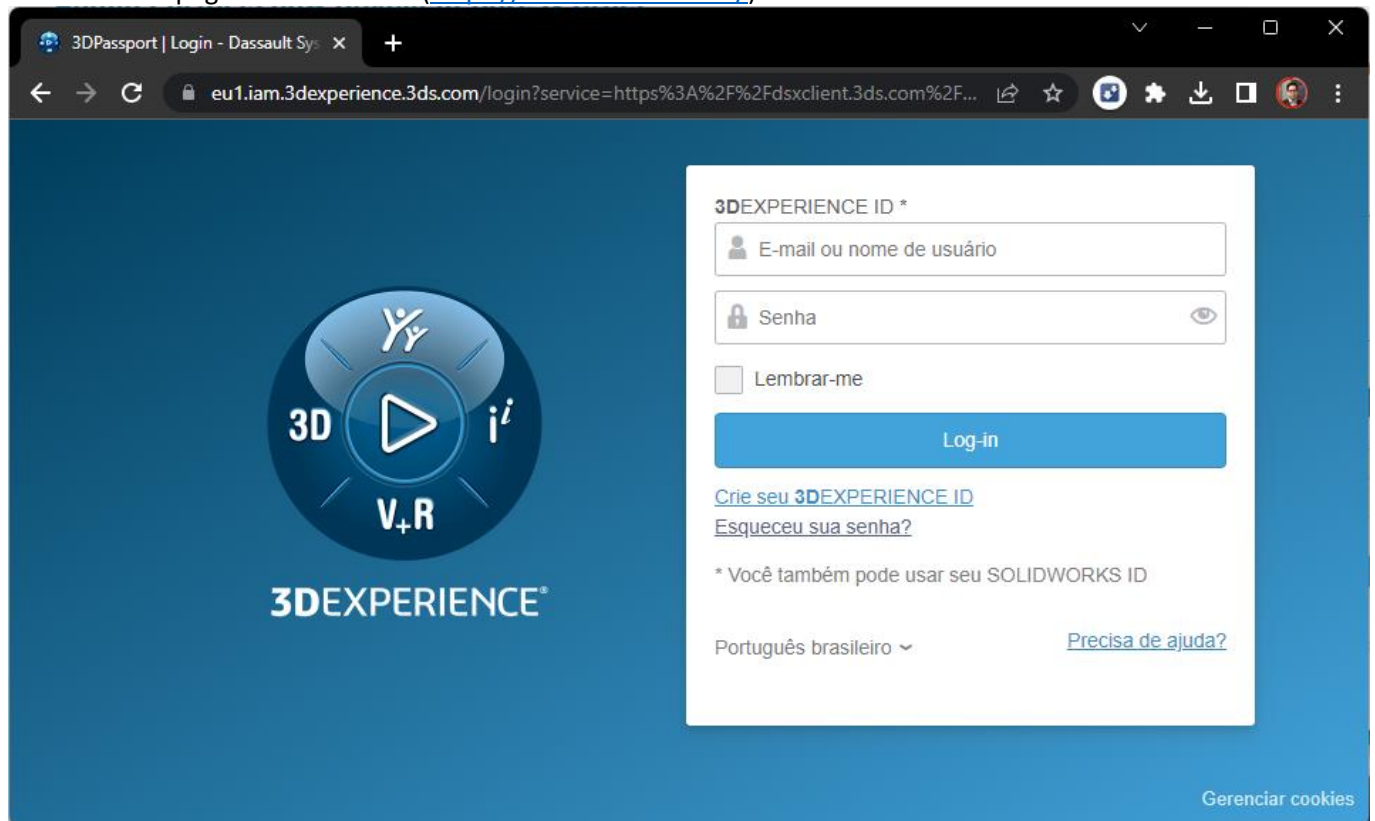 3DPassport | Login - Dassault Sys
eu1.iam.3dexperience.3ds.com/login?service=https%3A%2F%2Fdsxclient.3ds.com%2F...
3DEXPERIENCE ID *
E-mail ou nome de usuário
Senha
Lembrar-me
Log-in
Crie seu 3DEXPERIENCE ID
Esqueceu sua senha?
* Você também pode usar seu SOLIDWORKS ID
Português brasileiro
Precisa de ajuda?
3D
i i
V+R
3DEXPERIENCE®
Gerenciar cookies